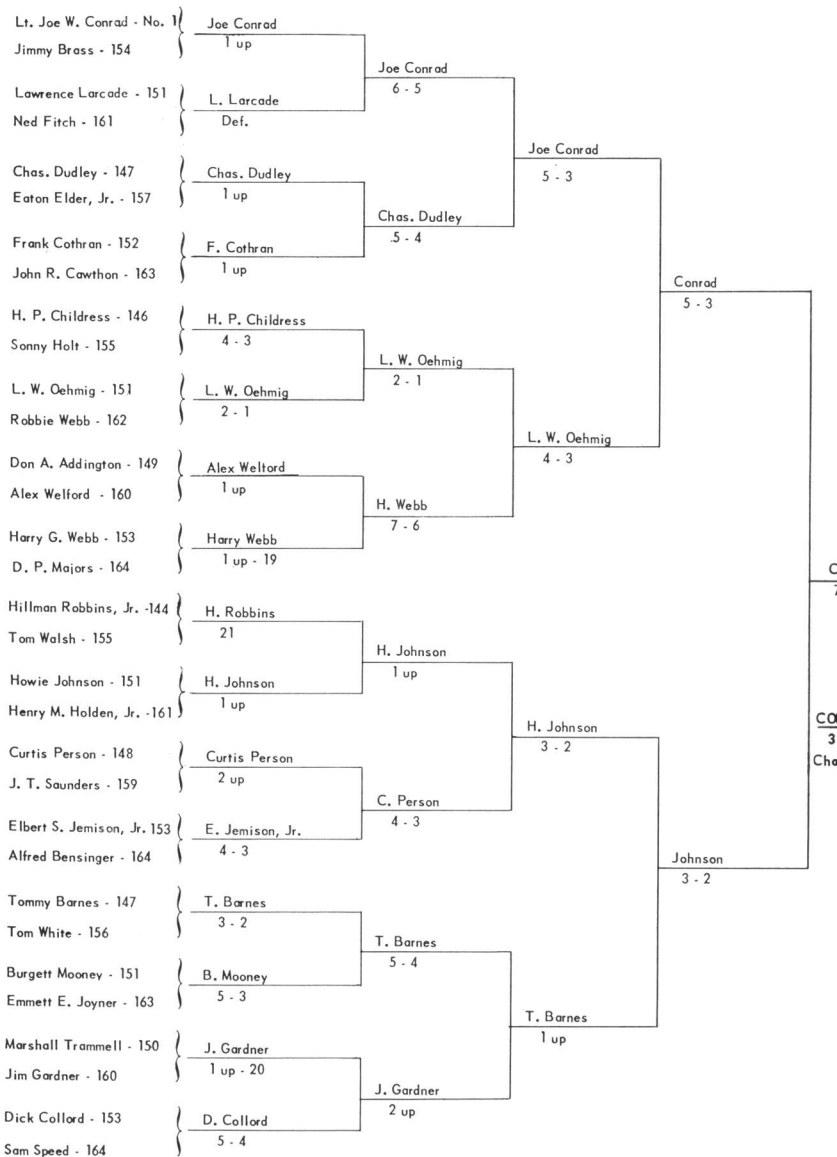 Lt. Joe W. Conrad - No. 1
Jimmy Brass - 154
Lawrence Larcade - 151
Ned Fitch - 161
Chas. Dudley - 147
Eaton Elder, Jr. - 157
Frank Cothran - 152
John R. Cawthon - 163
H. P. Childress - 146
Sonny Holt - 155
L. W. Oehmig - 151
Robbie Webb - 162
Don A. Addington - 149
Alex Welford - 160
Harry G. Webb - 153
D. P. Majors - 164
Hillman Robbins, Jr. -144
Tom Walsh - 155
Howie Johnson - 151
Henry M. Holden, Jr. -161
Curtis Person - 148
J. T. Saunders - 159
Elbert S. Jemison, Jr. 153
Alfred Bensinger - 164
Tommy Barnes - 147
Tom White - 156
Burgett Mooney - 151
Emmett E. Joyner - 163
Marshall Trammell - 150
Jim Gardner - 160
Dick Collord - 153
Sam Speed - 164
Joe Conrad
1 up
L. Larcade
Def.
Chas. Dudley
1 up
F. Cothran
1 up
H. P. Childress
4 - 3
L. W. Oehmig
2 - 1
Alex Welford
1 up
Harry Webb
1 up - 19
H. Robbins
21
H. Johnson
1 up
Curtis Person
2 up
E. Jemison, Jr.
4 - 3
T. Barnes
3 - 2
B. Mooney
5 - 3
J. Gardner
1 up - 20
D. Collord
5 - 4
Joe Conrad
6 - 5
Chas. Dudley
.5 - 4
L. W. Oehmig
2 - 1
H. Webb
7 - 6
H. Johnson
1 up
C. Person
4 - 3
T. Barnes
5 - 4
J. Gardner
2 up
Joe Conrad
5 - 3
L. W. Oehmig
4 - 3
H. Johnson
3 - 2
T. Barnes
1 up
Conrad
5 - 3
Johnson
3 - 2
C
7
CO
3
Cha